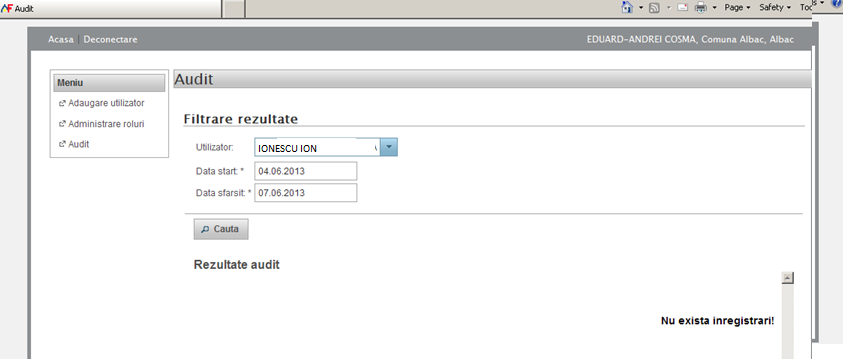 Audit
Page Safety
Acasa | Deconectare
EDUARD-ANDREI COSMA, Comuna Albac, Albac
Meniu
Adaugare utilizator
Administrare roluri
Audit
Audit
Filtrare rezultate
Utilizator: IONESCU ION
Data start: * 04.06.2013
Data sfarsit: * 07.06.2013
Cauta
Rezultate audit
Nu exista inregistrari!